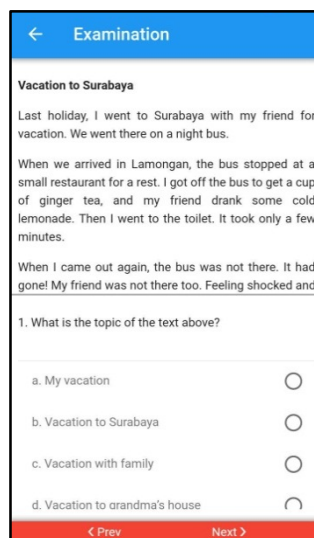 ← Examination
Vacation to Surabaya
Last holiday, I went to Surabaya with my friend for
vacation. We went there on a night bus.
When we arrived in Lamongan, the bus stopped at a
small restaurant for a rest. I got off the bus to get a cup
of ginger tea, and my friend drank some cold
lemonade. Then I went to the toilet. It took only a few
minutes.
When I came out again, the bus was not there. It had
gone! My friend was not there too. Feeling shocked and
1. What is the topic of the text above?
a. My vacation
b. Vacation to Surabaya
c. Vacation with family
d. Vacation to grandma's house
< Prev Next >